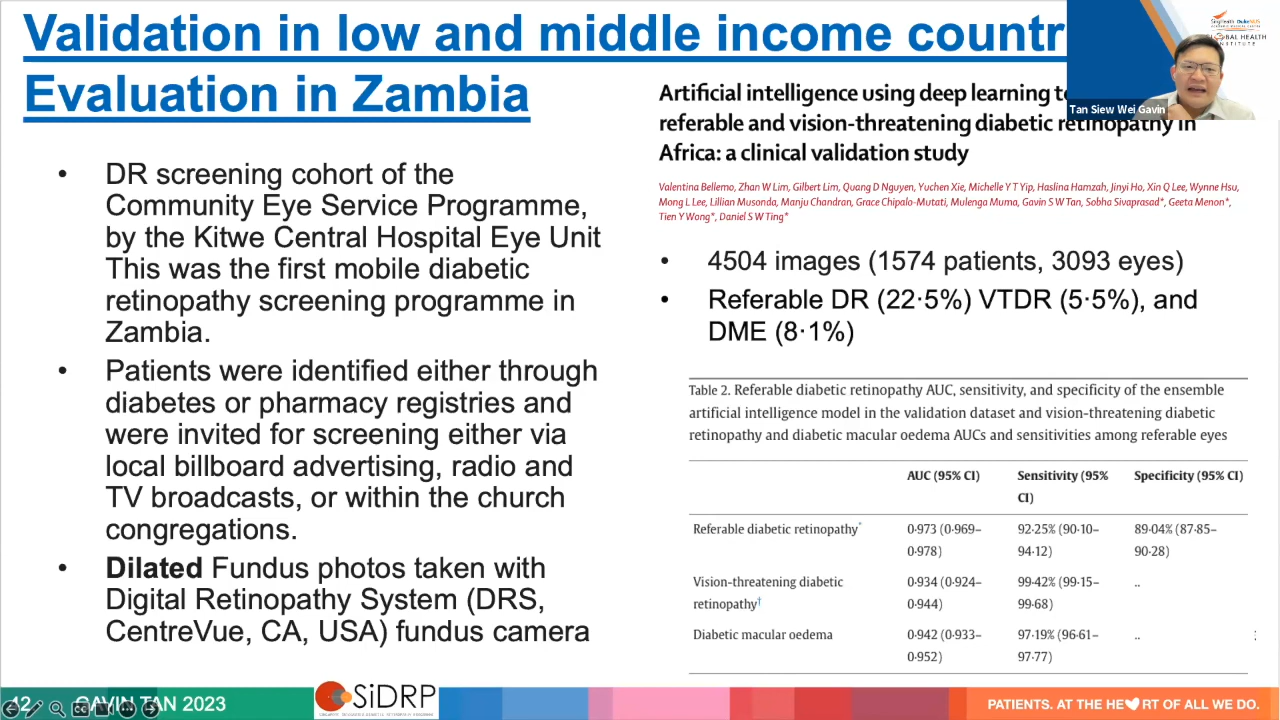 Validation in low and middle income countr
Evaluation in Zambia
SingHealth DukeNUS
GLOBAL HEALTH
INSTITUTE
Tan Siew Wei Gavin
• DR screening cohort of the
Community Eye Service Programme,
by the Kitwe Central Hospital Eye Unit
This was the first mobile diabetic
retinopathy screening programme in
Zambia.
• Patients were identified either through
diabetes or pharmacy registries and
were invited for screening either via
local billboard advertising, radio and
TV broadcasts, or within the church
congregations.
• Dilated Fundus photos taken with
Digital Retinopathy System (DRS,
CentreVue, CA, USA) fundus camera
Artificial intelligence using deep learning to
referable and vision-threatening diabetic retinopathy in
Africa: a clinical validation study
Valentina Bellemo, Zhan W Lim, Gilbert Lim, Quang D Nguyen, Yuchen Xie, Michelle Y T Yip, Haslina Hamzah, Jinyi Ho, Xin Q Lee, Wynne Hsu,
Mong L Lee, Lillian Musonda, Manju Chandran, Grace Chipalo-Mutati, Mulenga Muma, Gavin S W Tan, Sobha Sivaprasad*, Geeta Menon*,
Tien Y Wong*, Daniel S W Ting*
• 4504 images (1574 patients, 3093 eyes)
• Referable DR (22·5%) VTDR (5·5%), and
DME (8·1%)
Table 2. Referable diabetic retinopathy AUC, sensitivity, and specificity of the ensemble
artificial intelligence model in the validation dataset and vision-threatening diabetic
retinopathy and diabetic macular oedema AUCs and sensitivities among referable eyes
AUC (95% CI) Sensitivity (95% Specificity (95% CI)
CI)
Referable diabetic retinopathy* 0·973 (0·969– 92·25% (90·10– 89·04% (87·85–
0·978) 94·12) 90·28)
Vision-threatening diabetic 0·934 (0·924– 99·42% (99·15– ..
retinopathy† 0·944) 99·68)
Diabetic macular oedema 0·942 (0·933– 97·19% (96·61– ..
0·952) 97·77)
12 GAVIN TAN 2023
SiDRP
PATIENTS. AT THE HE RT OF ALL WE DO.